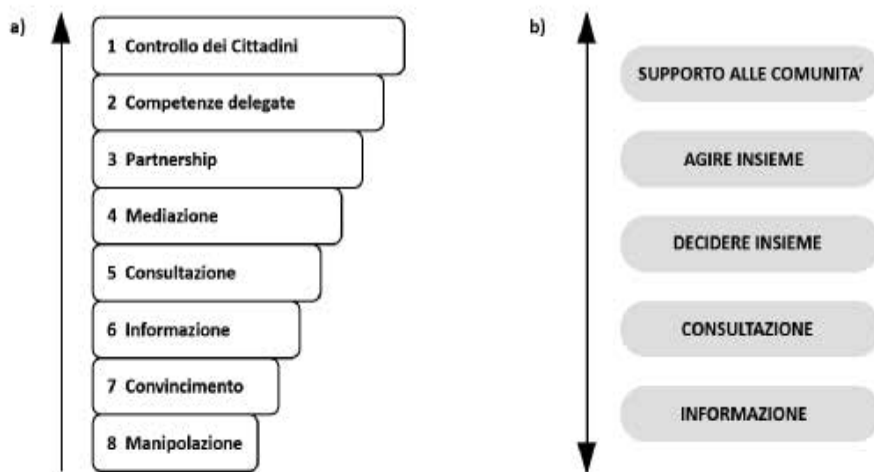 a)
1 Controllo dei Cittadini
2 Competenze delegate
3 Partnership
4 Mediazione
5 Consultazione
6 Informazione
7 Convincimento
8 Manipolazione
b)
SUPPORTO ALLE COMUNITA'
AGIRE INSIEME
DECIDERE INSIEME
CONSULTAZIONE
INFORMAZIONE